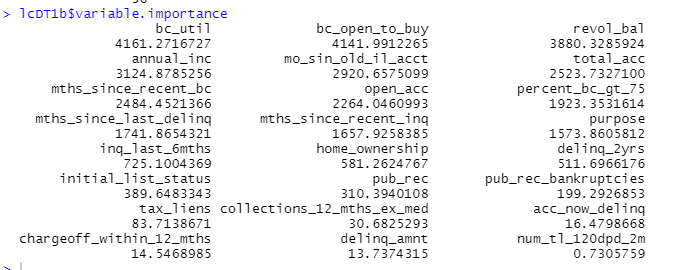 > lcDT1b$variable.importance
bc_util bc_open_to_buy revol_bal
4161.2716727 4141.9912265 3880.3285924
annual_inc mo_sin_old_il_acct total_acc
3124.8785256 2920.6575099 2523.7327100
mths_since_recent_bc open_acc percent_bc_gt_75
2484.4521366 2264.0460993 1923.3531614
mths_since_last_delinq mths_since_recent_inq purpose
1741.8654321 1657.9258385 1573.8605812
inq_last_6mths home_ownership delinq_2yrs
725.1004369 581.2624767 511.6966176
initial_list_status pub_rec pub_rec_bankruptcies
389.6483343 310.3940108 199.2926853
tax_liens collections_12_mths_ex_med acc_now_delinq
83.7138671 30.6825293 16.4798668
chargeoff_within_12_mths delinq_amnt num_tl_120dpd_2m
14.5468985 13.7374315 0.7305759
>